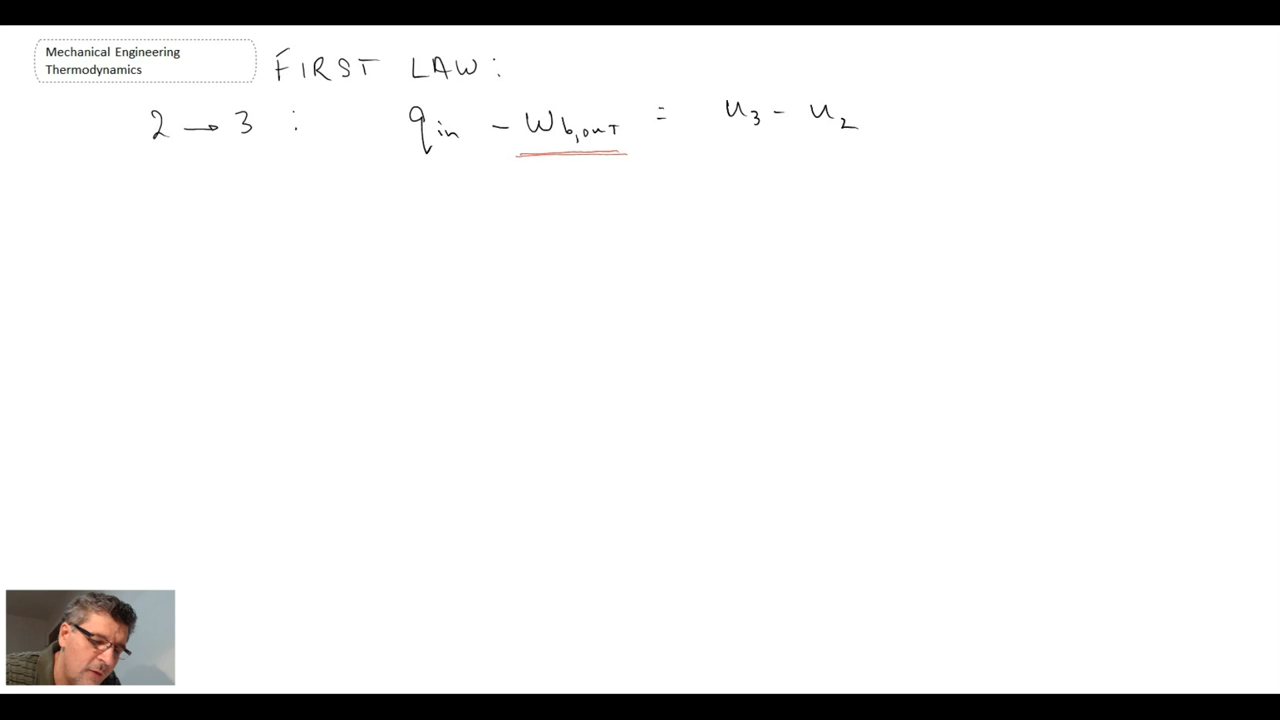 Mechanical Engineering
Thermodynamics
FIRST LAW:
2 → 3 : q_in - w_b,out = u_3 - u_2